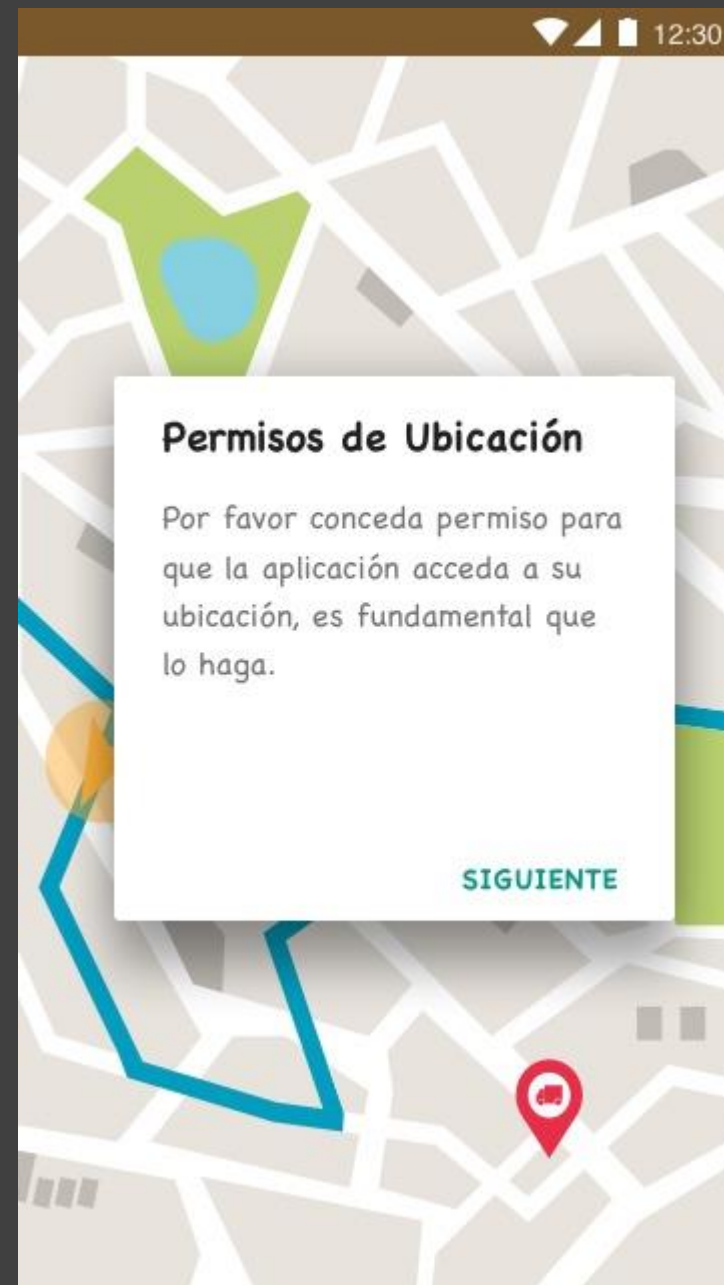 12:30
Permisos de Ubicación
Por favor conceda permiso para
que la aplicación acceda a su
ubicación, es fundamental que
lo haga.
SIGUIENTE